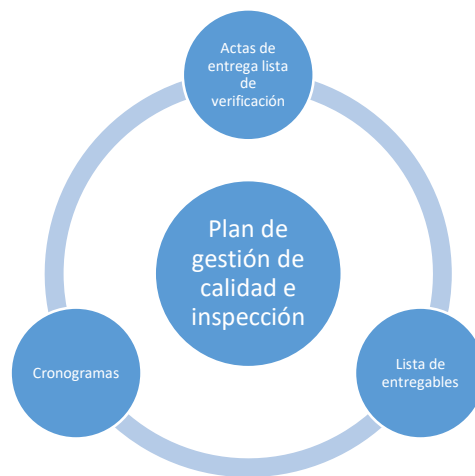 Actas de
entrega lista
de
verificación
Plan de
gestión de
calidad e
inspección
Cronogramas
Lista de
entregables